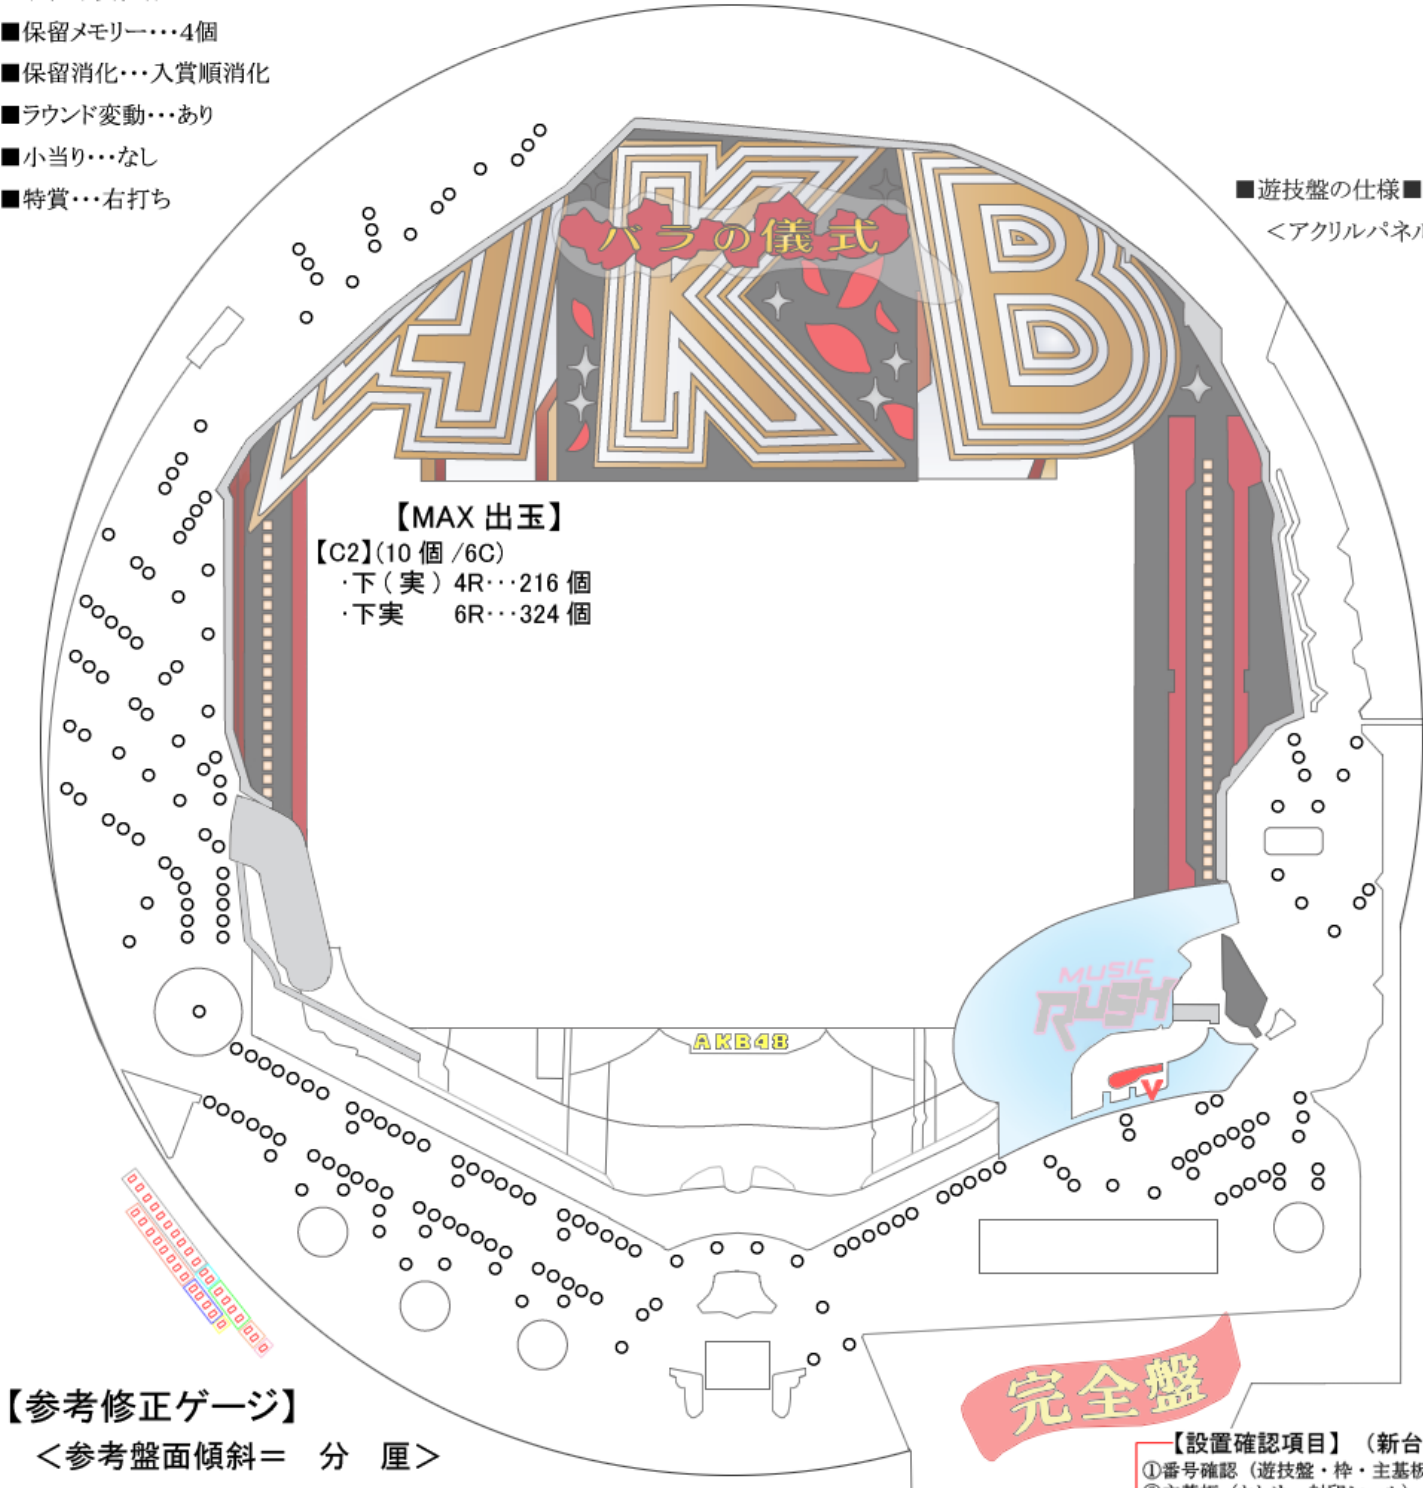 ■保留メモリー・・・4個
■保留消化・・・入賞順消化
■ラウンド変動・・・あり
■小当り・・・なし
■特賞・・・右打ち
■遊技盤の仕様■
＜アクリルパネル
AKB
バラの儀式
【MAX 出玉】
【C2】(10 個 /6C)
・下 ( 実 ) 4R・・・216 個
・下実 6R・・・324 個
MUSIC
RUSH
V
AKB48
完全盤
【参考修正ゲージ】
＜参考盤面傾斜＝ 分 厘＞
【設置確認項目】（新台
①番号確認（遊技盤・枠・主基板